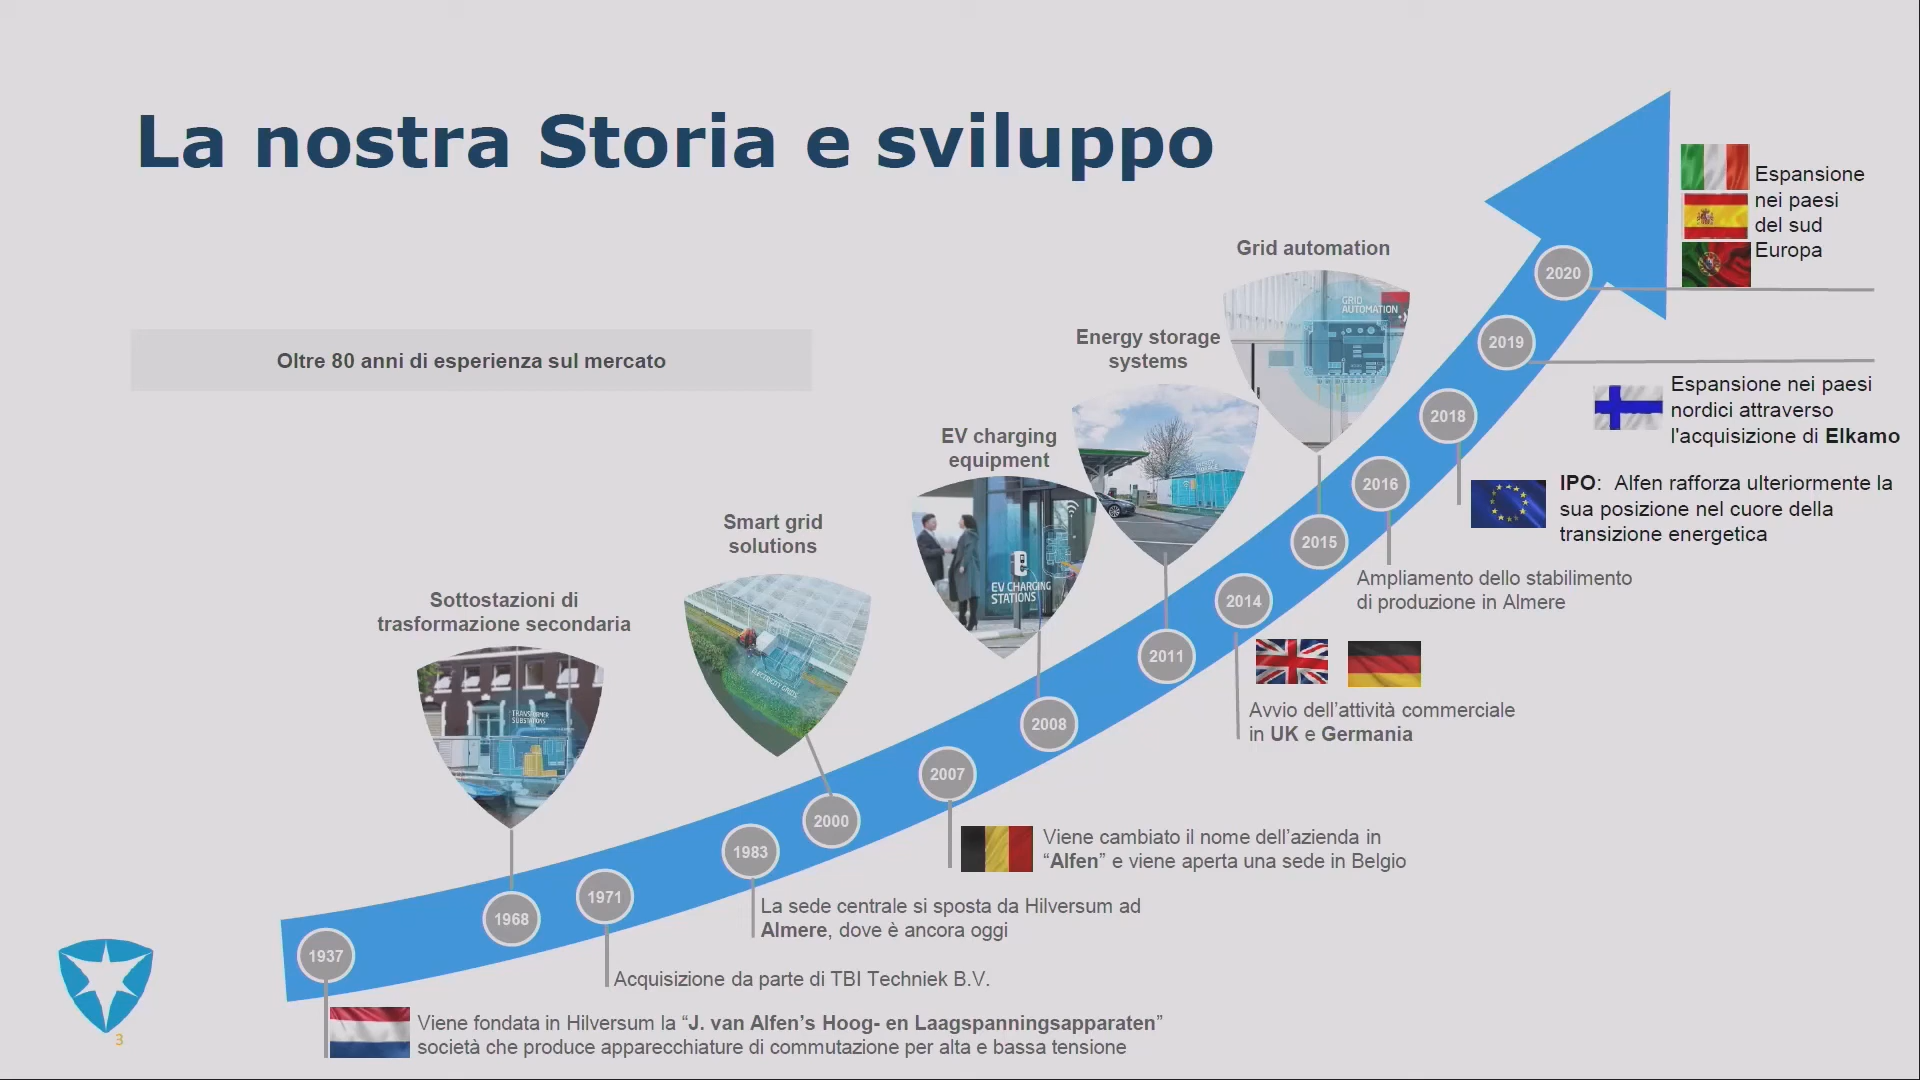 La nostra Storia e sviluppo
Oltre 80 anni di esperienza sul mercato
1937
Viene fondata in Hilversum la “J. van Alfen’s Hoog- en Laagspanningsapparaten”
società che produce apparecchiature di commutazione per alta e bassa tensione
Sottostazioni di
trasformazione secondaria
TRANSFORMER
SUBSTATIONS
1968
1971
Acquisizione da parte di TBI Techniek B.V.
1983
La sede centrale si sposta da Hilversum ad
Almere, dove è ancora oggi
Smart grid
solutions
ELECTRICITY GRIDS
2000
2007
Viene cambiato il nome dell’azienda in
“Alfen” e viene aperta una sede in Belgio
EV charging
equipment
EV CHARGING
STATIONS
2008
Energy storage
systems
2011
2014
Avvio dell’attività commerciale
in UK e Germania
Grid automation
GRID
AUTOMATION
2015
2016
Ampliamento dello stabilimento
di produzione in Almere
2018
IPO: Alfen rafforza ulteriormente la
sua posizione nel cuore della
transizione energetica
2019
Espansione nei paesi
nordici attraverso
l'acquisizione di Elkamo
2020
Espansione
nei paesi
del sud
Europa
3